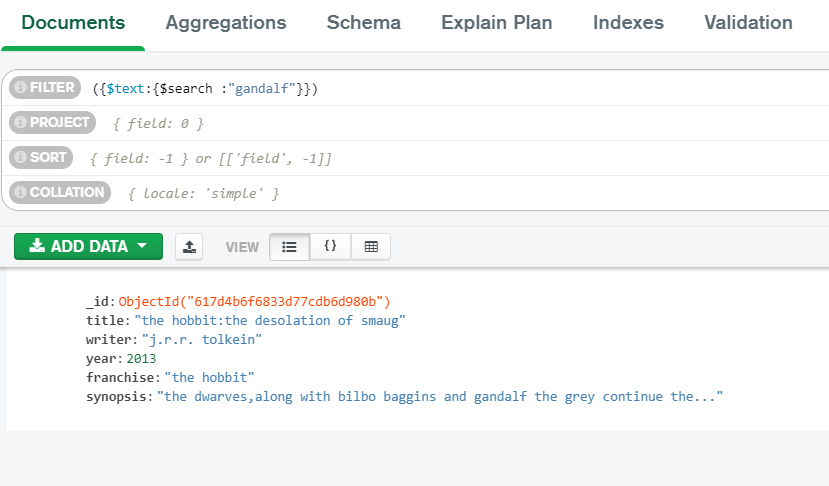 Documents Aggregations Schema Explain Plan Indexes Validation
FILTER ({$text:{$search :"gandalf"}})
PROJECT { field: 0 }
SORT { field: -1 } or [['field', -1]]
COLLATION { locale: 'simple' }
ADD DATA VIEW {}
_id: ObjectId("617d4b6f6833d77cdb6d980b")
title: "the hobbit:the desolation of smaug"
writer: "j.r.r. tolkein"
year: 2013
franchise: "the hobbit"
synopsis: "the dwarves,along with bilbo baggins and gandalf the grey continue the..."